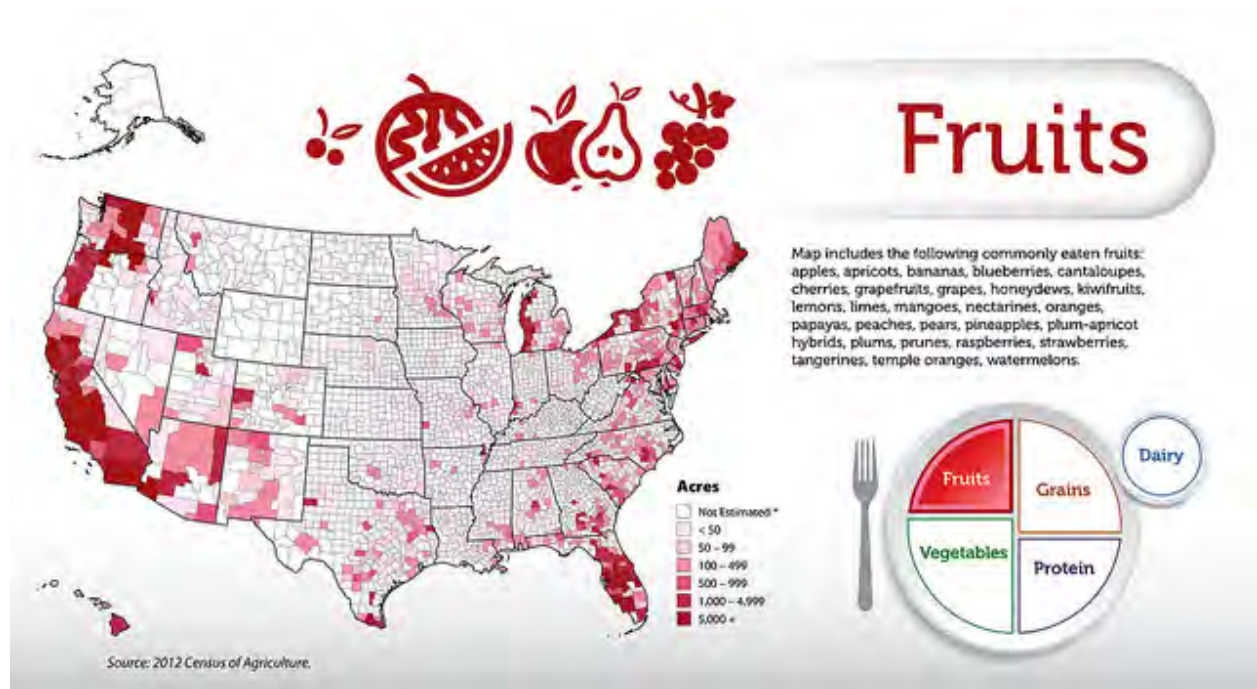 Fruits
Map includes the following commonly eaten fruits:
apples, apricots, bananas, blueberries, cantaloupes,
cherries, grapefruits, grapes, honeydews, kiwifruits,
lemons, limes, mangoes, nectarines, oranges,
papayas, peaches, pears, pineapples, plum-apricot
hybrids, plums, prunes, raspberries, strawberries,
tangerines, temple oranges, watermelons.
Fruits
Grains
Dairy
Vegetables
Protein
Acres
Not Estimated *
< 50
50 – 99
100 – 499
500 – 999
1,000 – 4,999
5,000 +
Source: 2012 Census of Agriculture.